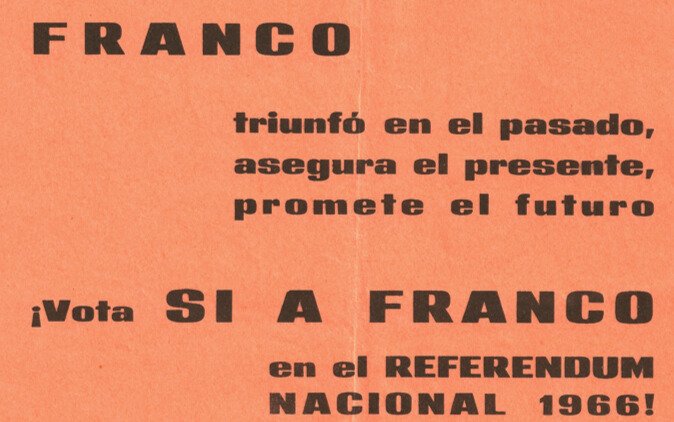 FRANCO
triunfó en el pasado,
asegura el presente,
promete el futuro
¡Vota SI A FRANCO
en el REFERENDUM
NACIONAL 1966!